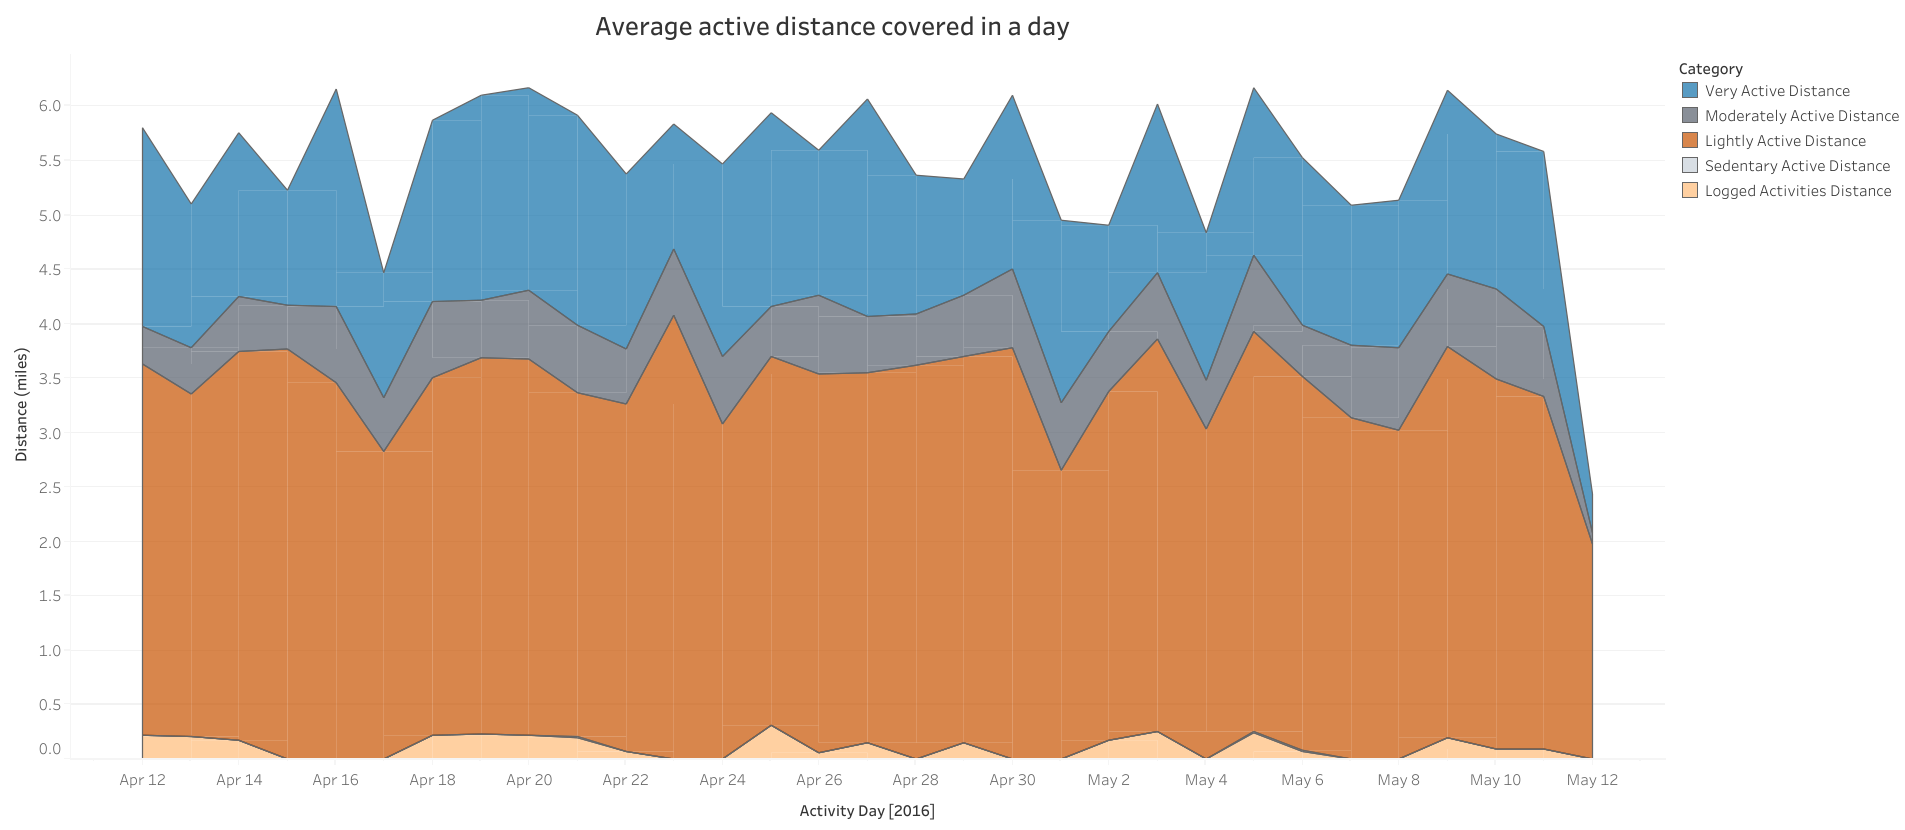 Average active distance covered in a day
Category
Very Active Distance
Moderately Active Distance
Lightly Active Distance
Sedentary Active Distance
Logged Activities Distance
Distance (miles)
6.0
5.5
5.0
4.5
4.0
3.5
3.0
2.5
2.0
1.5
1.0
0.5
0.0
Apr 12 Apr 14 Apr 16 Apr 18 Apr 20 Apr 22 Apr 24 Apr 26 Apr 28 Apr 30 May 2 May 4 May 6 May 8 May 10 May 12
Activity Day [2016]